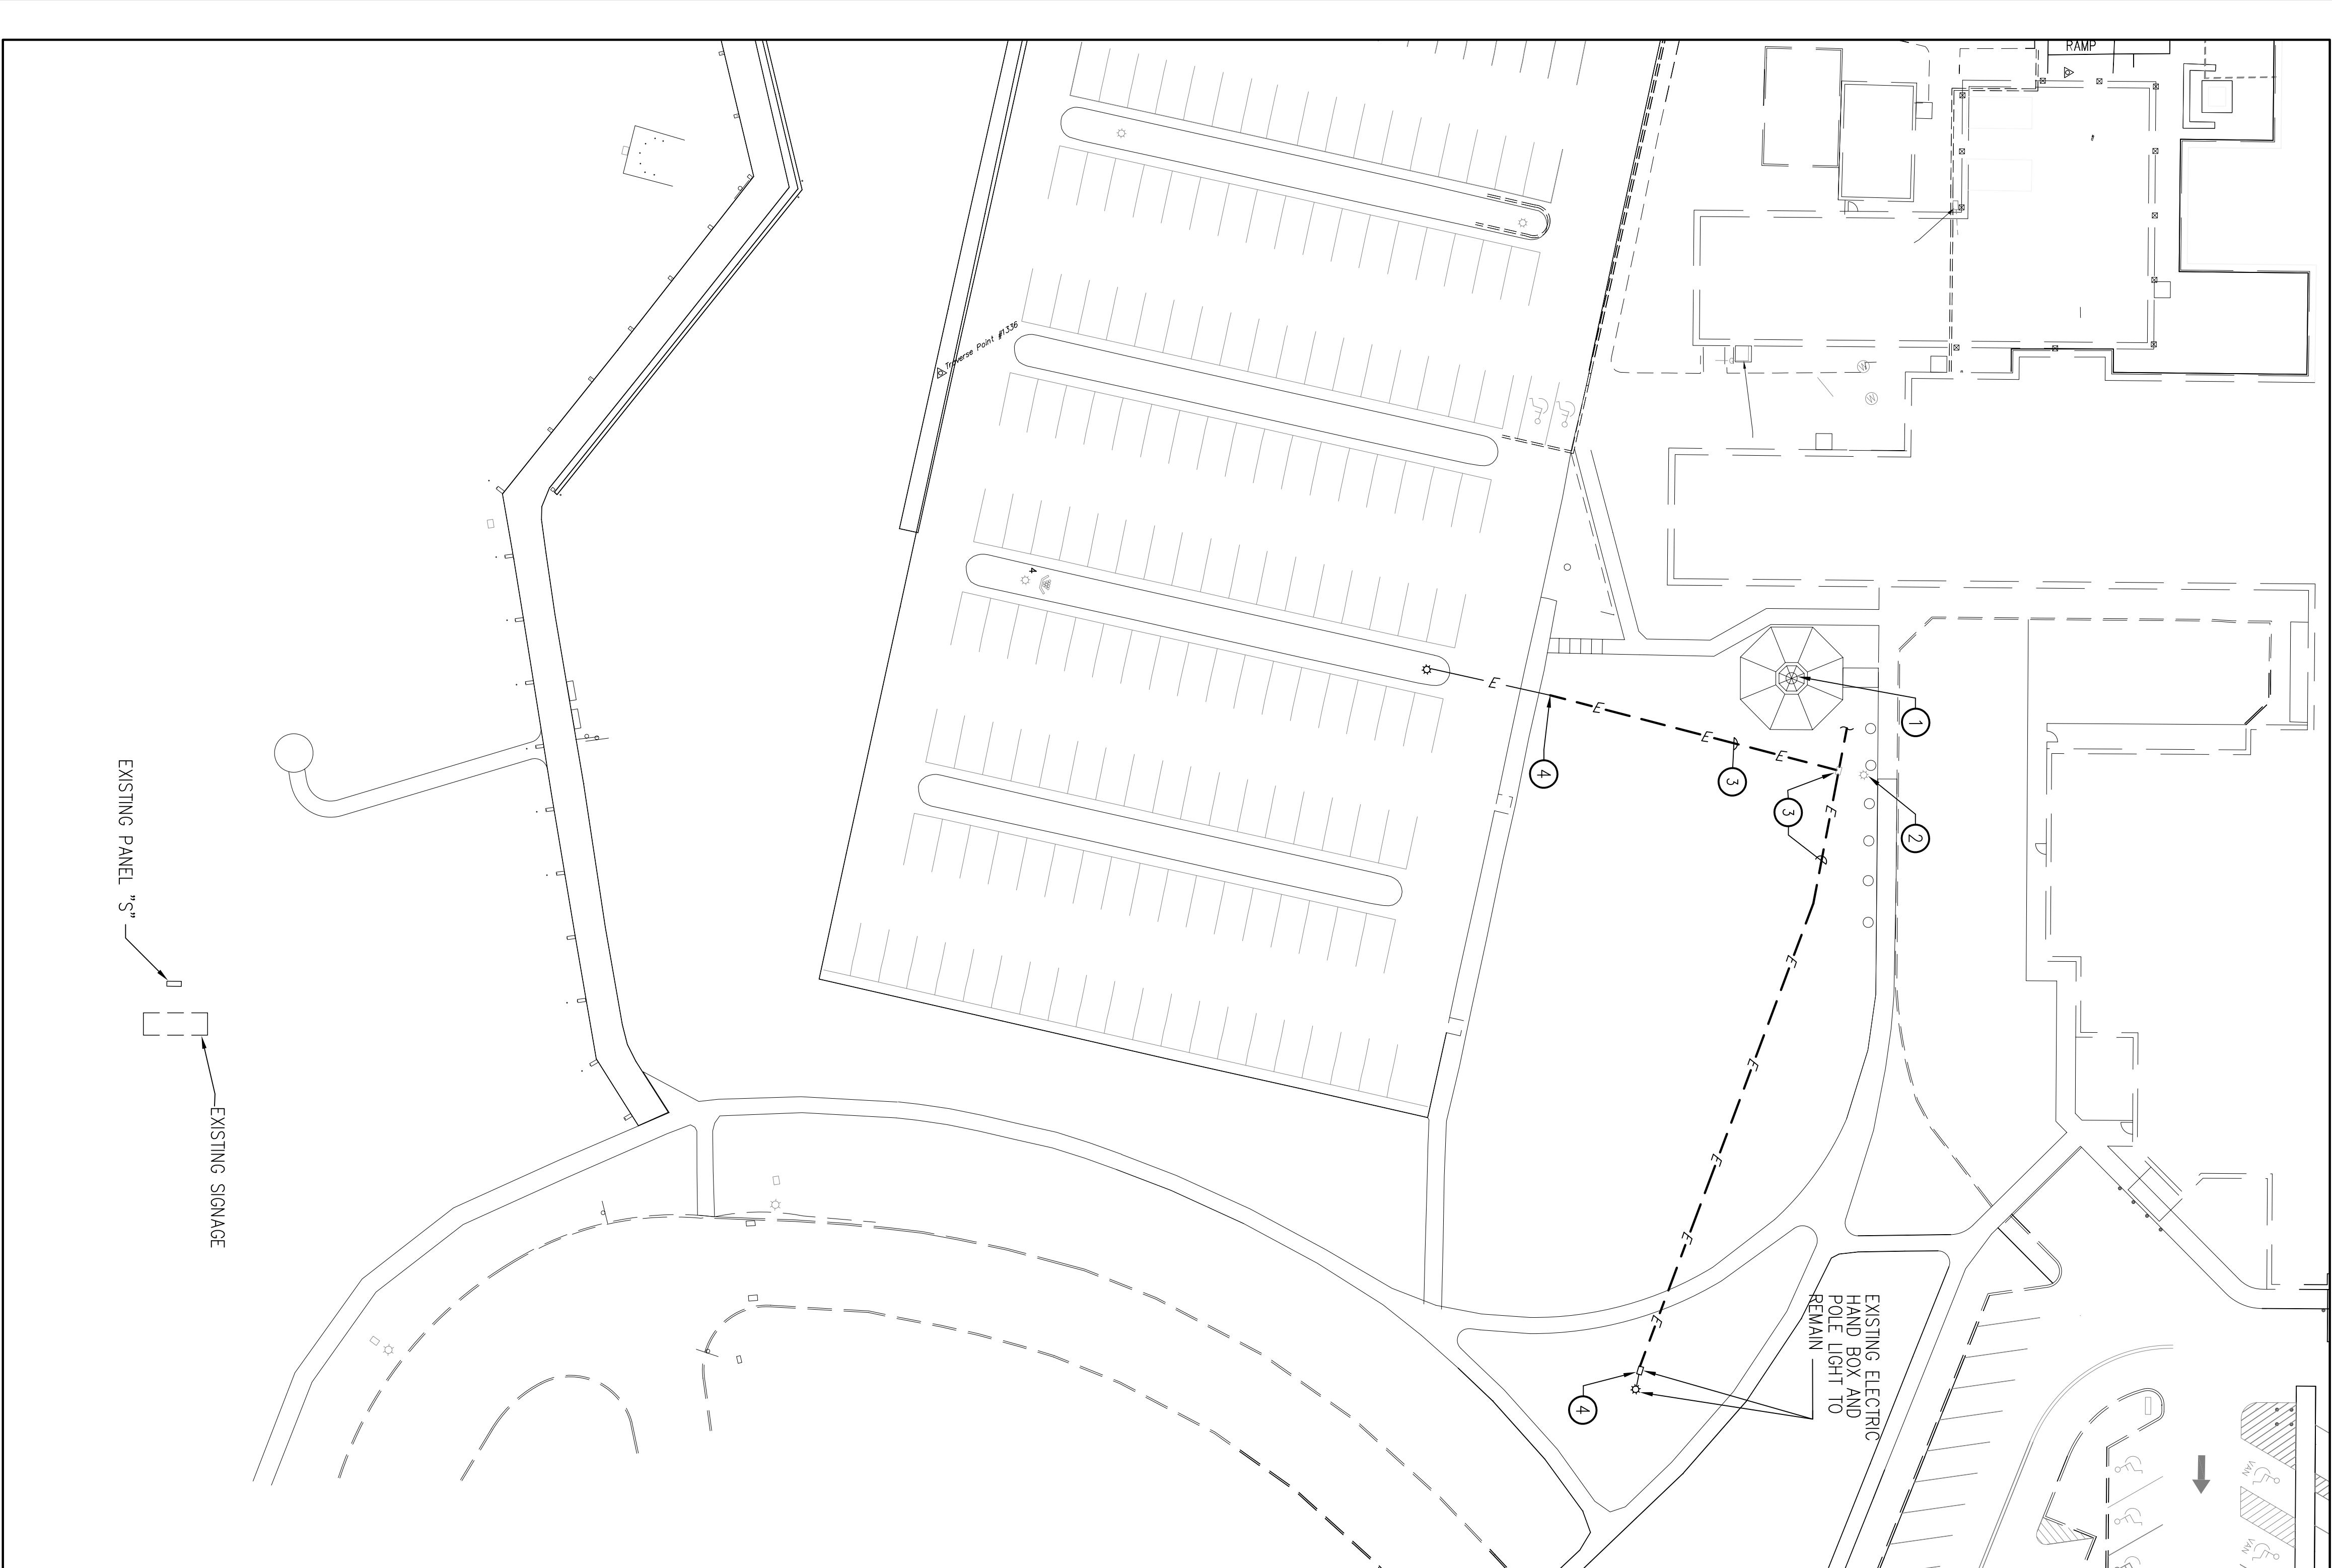 RAMP
Traverse Point #1336
4
E
E
E
E
E
E
E
E
E
E
E
1
2
3
3
4
4
EXISTING PANEL "S"
EXISTING SIGNAGE
EXISTING ELECTRIC
HAND BOX AND
POLE LIGHT TO
REMAIN
W
W
VAN
VAN